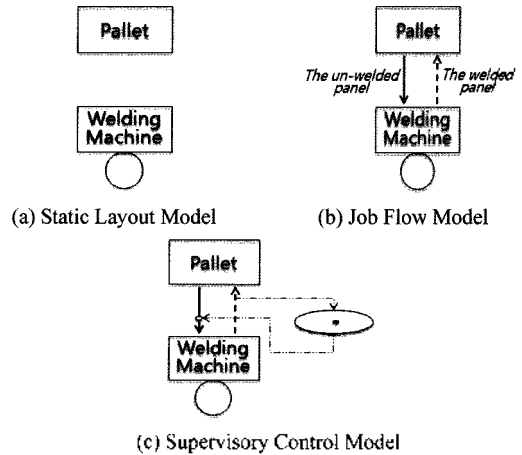 Pallet
Welding
Machine
(a) Static Layout Model
Pallet
The un-welded
panel
The welded
panel
Welding
Machine
(b) Job Flow Model
Pallet
Welding
Machine
(c) Supervisory Control Model